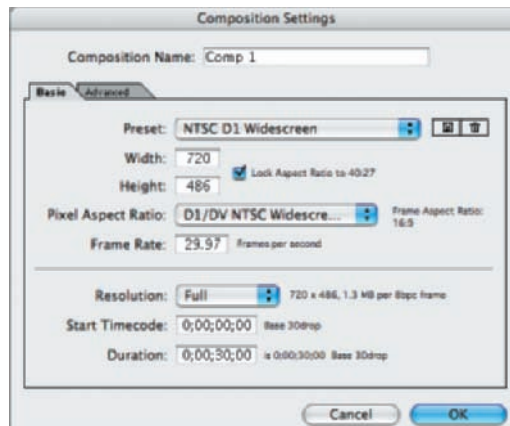 Composition Settings
Composition Name: Comp 1
Basic Advanced
Preset: NTSC D1 Widescreen
Width: 720
Lock Aspect Ratio to 40:27
Height: 486
Pixel Aspect Ratio: D1/DV NTSC Widescre... Frame Aspect Ratio:
16:9
Frame Rate: 29.97 Frames per second
Resolution: Full 720 x 486, 1.3 MB per 8bpc frame
Start Timecode: 0;00;00;00 Base 30drop
Duration: 0;00;30;00 is 0;00;30;00 Base 30drop
Cancel OK